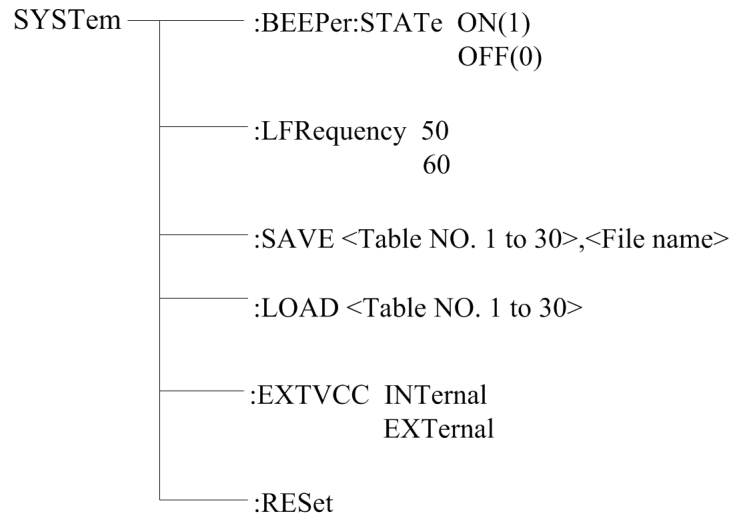 SYSTem :BEEPer:STATe ON(1)
OFF(0)
:LFRequency 50
60
:SAVE <Table NO. 1 to 30>,<File name>
:LOAD <Table NO. 1 to 30>
:EXTVCC INTernal
EXTernal
:RESet